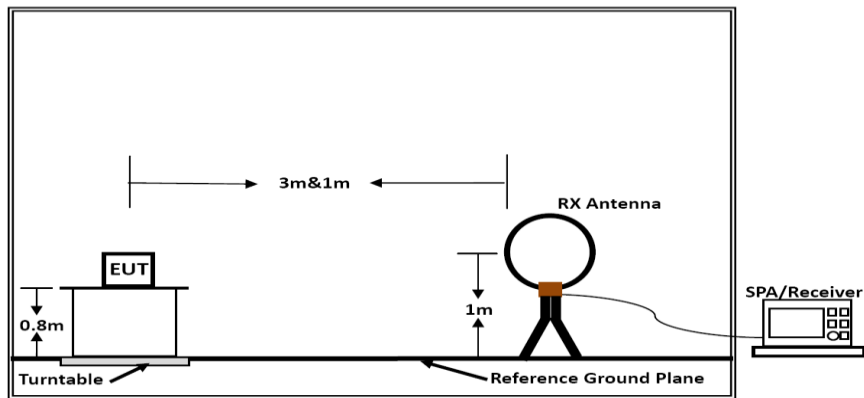 3m&1m
RX Antenna
EUT
SPA/Receiver
0.8m
1m
Turntable
Reference Ground Plane